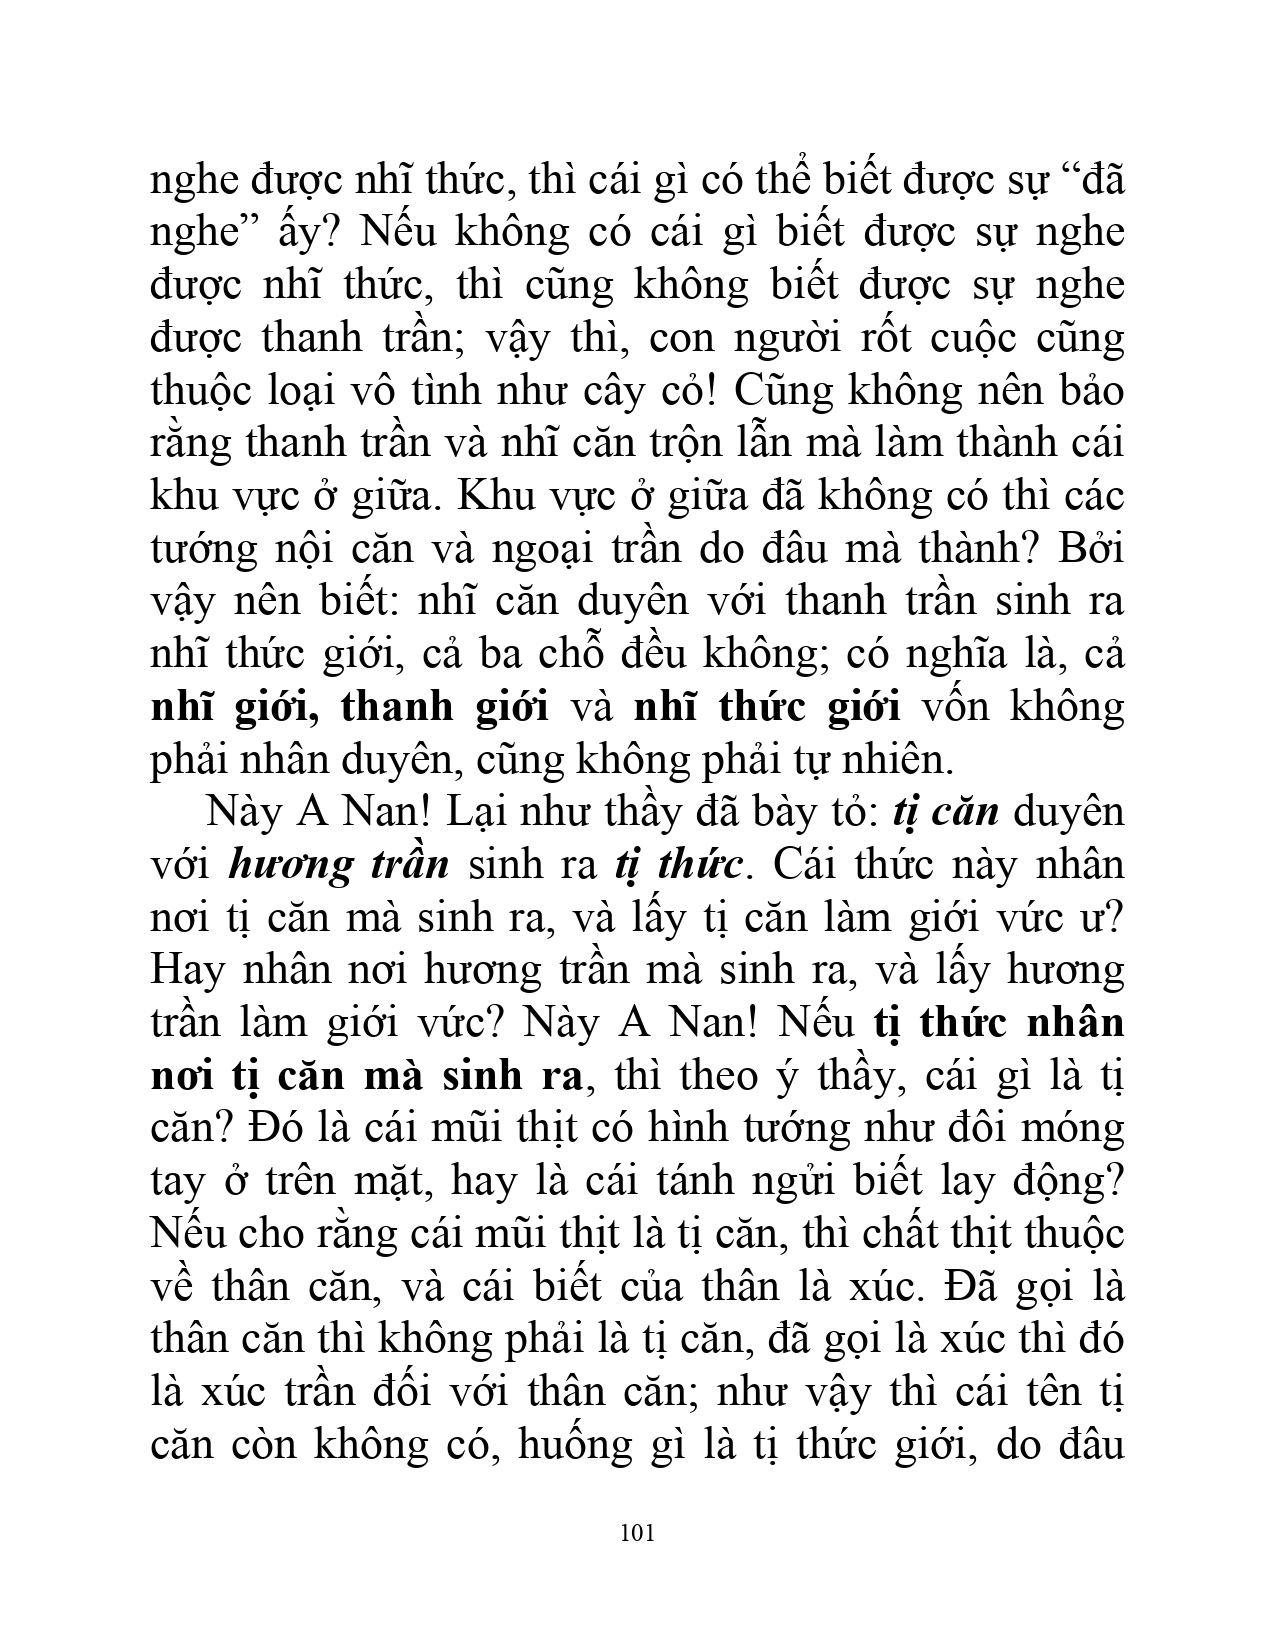 nghe được nhĩ thức, thì cái gì có thể biết được sự “đã
nghe” ấy? Nếu không có cái gì biết được sự nghe
được nhĩ thức, thì cũng không biết được sự nghe
được thanh trần; vậy thì, con người rốt cuộc cũng
thuộc loại vô tình như cây cỏ! Cũng không nên bảo
rằng thanh trần và nhĩ căn trộn lẫn mà làm thành cái
khu vực ở giữa. Khu vực ở giữa đã không có thì các
tướng nội căn và ngoại trần do đâu mà thành? Bởi
vậy nên biết: nhĩ căn duyên với thanh trần sinh ra
nhĩ thức giới, cả ba chỗ đều không; có nghĩa là, cả
nhĩ giới, thanh giới và nhĩ thức giới vốn không
phải nhân duyên, cũng không phải tự nhiên.
Này A Nan! Lại như thầy đã bày tỏ: tị căn duyên
với hương trần sinh ra tị thức. Cái thức này nhân
nơi tị căn mà sinh ra, và lấy tị căn làm giới vức ư?
Hay nhân nơi hương trần mà sinh ra, và lấy hương
trần làm giới vức? Này A Nan! Nếu tị thức nhân
nơi tị căn mà sinh ra, thì theo ý thầy, cái gì là tị
căn? Đó là cái mũi thịt có hình tướng như đôi móng
tay ở trên mặt, hay là cái tánh ngửi biết lay động?
Nếu cho rằng cái mũi thịt là tị căn, thì chất thịt thuộc
về thân căn, và cái biết của thân là xúc. Đã gọi là
thân căn thì không phải là tị căn, đã gọi là xúc thì đó
là xúc trần đối với thân căn; như vậy thì cái tên tị
căn còn không có, huống gì là tị thức giới, do đâu
101